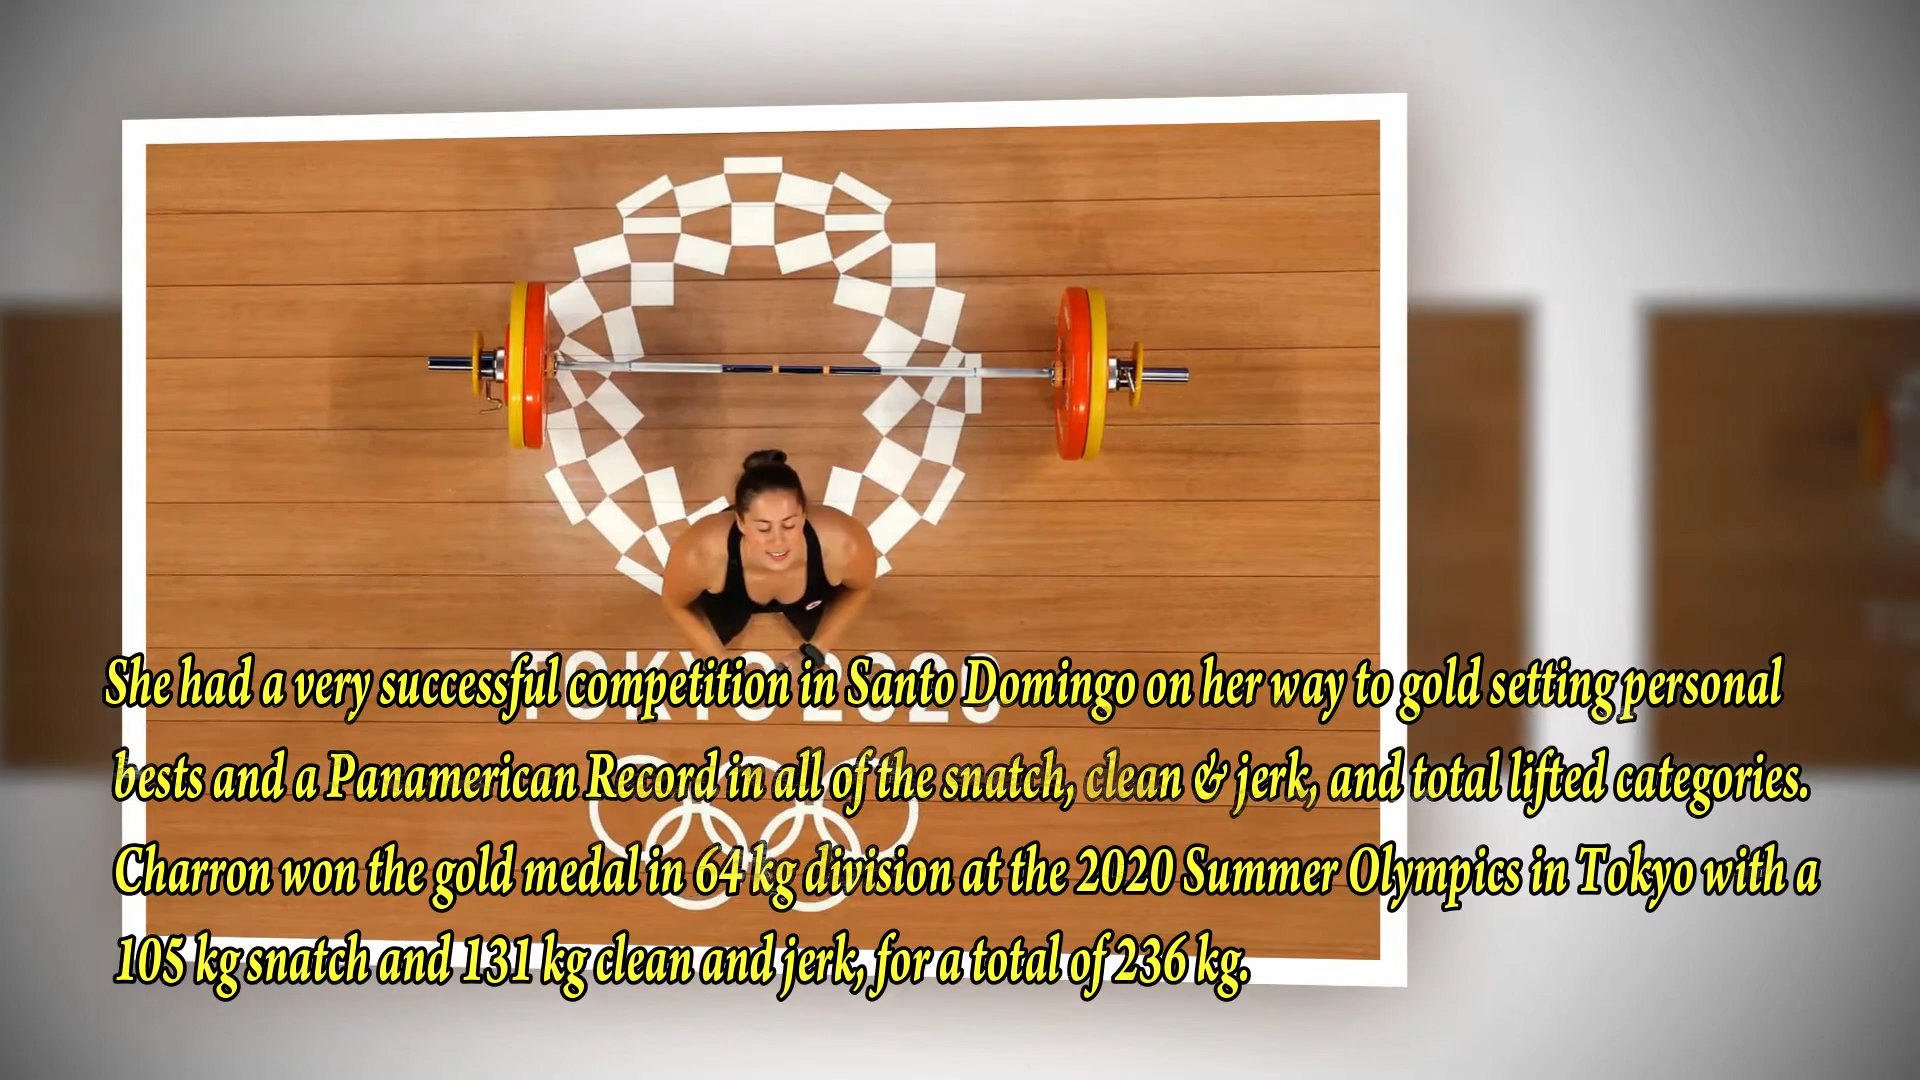 TOKYO 2020
She had a very successful competition in Santo Domingo on her way to gold setting personal
bests and a Panamerican Record in all of the snatch, clean & jerk, and total lifted categories.
Charron won the gold medal in 64 kg division at the 2020 Summer Olympics in Tokyo with a
105 kg snatch and 131 kg clean and jerk, for a total of 236 kg.